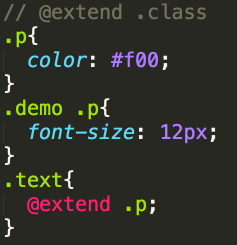 // @extend .class
.p{
  color: #f00;
}
.demo .p{
  font-size: 12px;
}
.text{
  @extend .p;
}